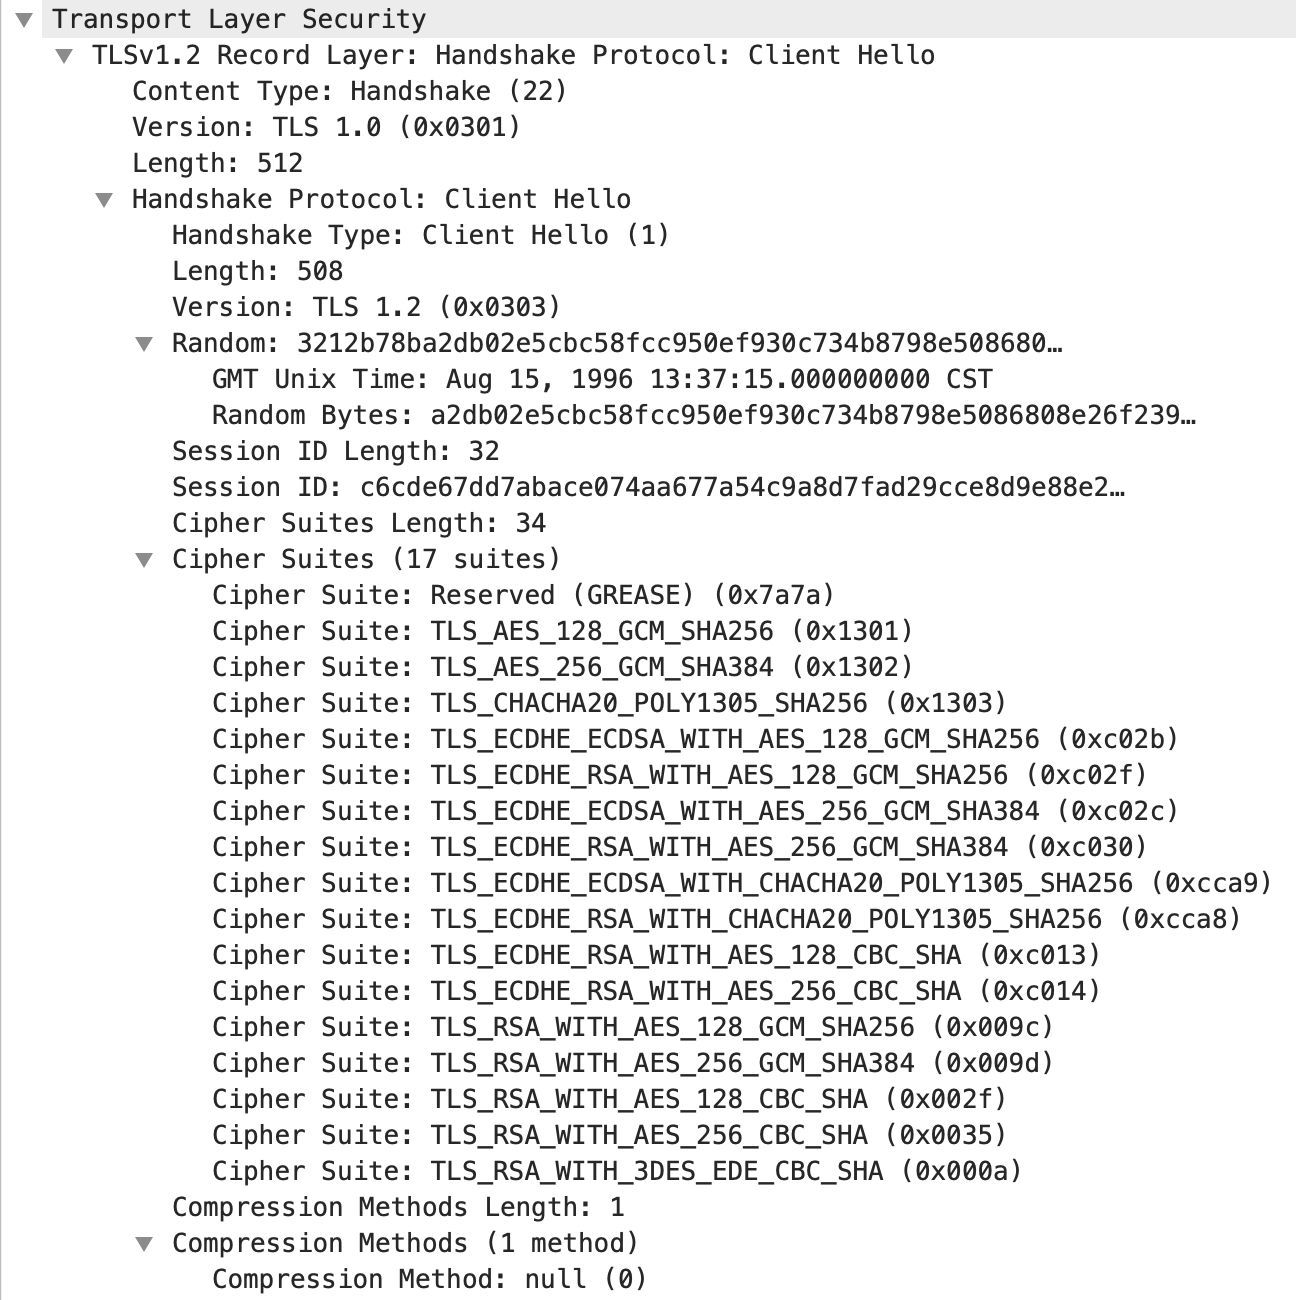 Transport Layer Security
TLSv1.2 Record Layer: Handshake Protocol: Client Hello
Content Type: Handshake (22)
Version: TLS 1.0 (0x0301)
Length: 512
Handshake Protocol: Client Hello
Handshake Type: Client Hello (1)
Length: 508
Version: TLS 1.2 (0x0303)
Random: 3212b78ba2db02e5cbc58fcc950ef930c734b8798e508680…
GMT Unix Time: Aug 15, 1996 13:37:15.000000000 CST
Random Bytes: a2db02e5cbc58fcc950ef930c734b8798e5086808e26f239…
Session ID Length: 32
Session ID: c6cde67dd7abace074aa677a54c9a8d7fad29cce8d9e88e2…
Cipher Suites Length: 34
Cipher Suites (17 suites)
Cipher Suite: Reserved (GREASE) (0x7a7a)
Cipher Suite: TLS_AES_128_GCM_SHA256 (0x1301)
Cipher Suite: TLS_AES_256_GCM_SHA384 (0x1302)
Cipher Suite: TLS_CHACHA20_POLY1305_SHA256 (0x1303)
Cipher Suite: TLS_ECDHE_ECDSA_WITH_AES_128_GCM_SHA256 (0xc02b)
Cipher Suite: TLS_ECDHE_RSA_WITH_AES_128_GCM_SHA256 (0xc02f)
Cipher Suite: TLS_ECDHE_ECDSA_WITH_AES_256_GCM_SHA384 (0xc02c)
Cipher Suite: TLS_ECDHE_RSA_WITH_AES_256_GCM_SHA384 (0xc030)
Cipher Suite: TLS_ECDHE_ECDSA_WITH_CHACHA20_POLY1305_SHA256 (0xcca9)
Cipher Suite: TLS_ECDHE_RSA_WITH_CHACHA20_POLY1305_SHA256 (0xcca8)
Cipher Suite: TLS_ECDHE_RSA_WITH_AES_128_CBC_SHA (0xc013)
Cipher Suite: TLS_ECDHE_RSA_WITH_AES_256_CBC_SHA (0xc014)
Cipher Suite: TLS_RSA_WITH_AES_128_GCM_SHA256 (0x009c)
Cipher Suite: TLS_RSA_WITH_AES_256_GCM_SHA384 (0x009d)
Cipher Suite: TLS_RSA_WITH_AES_128_CBC_SHA (0x002f)
Cipher Suite: TLS_RSA_WITH_AES_256_CBC_SHA (0x0035)
Cipher Suite: TLS_RSA_WITH_3DES_EDE_CBC_SHA (0x000a)
Compression Methods Length: 1
Compression Methods (1 method)
Compression Method: null (0)